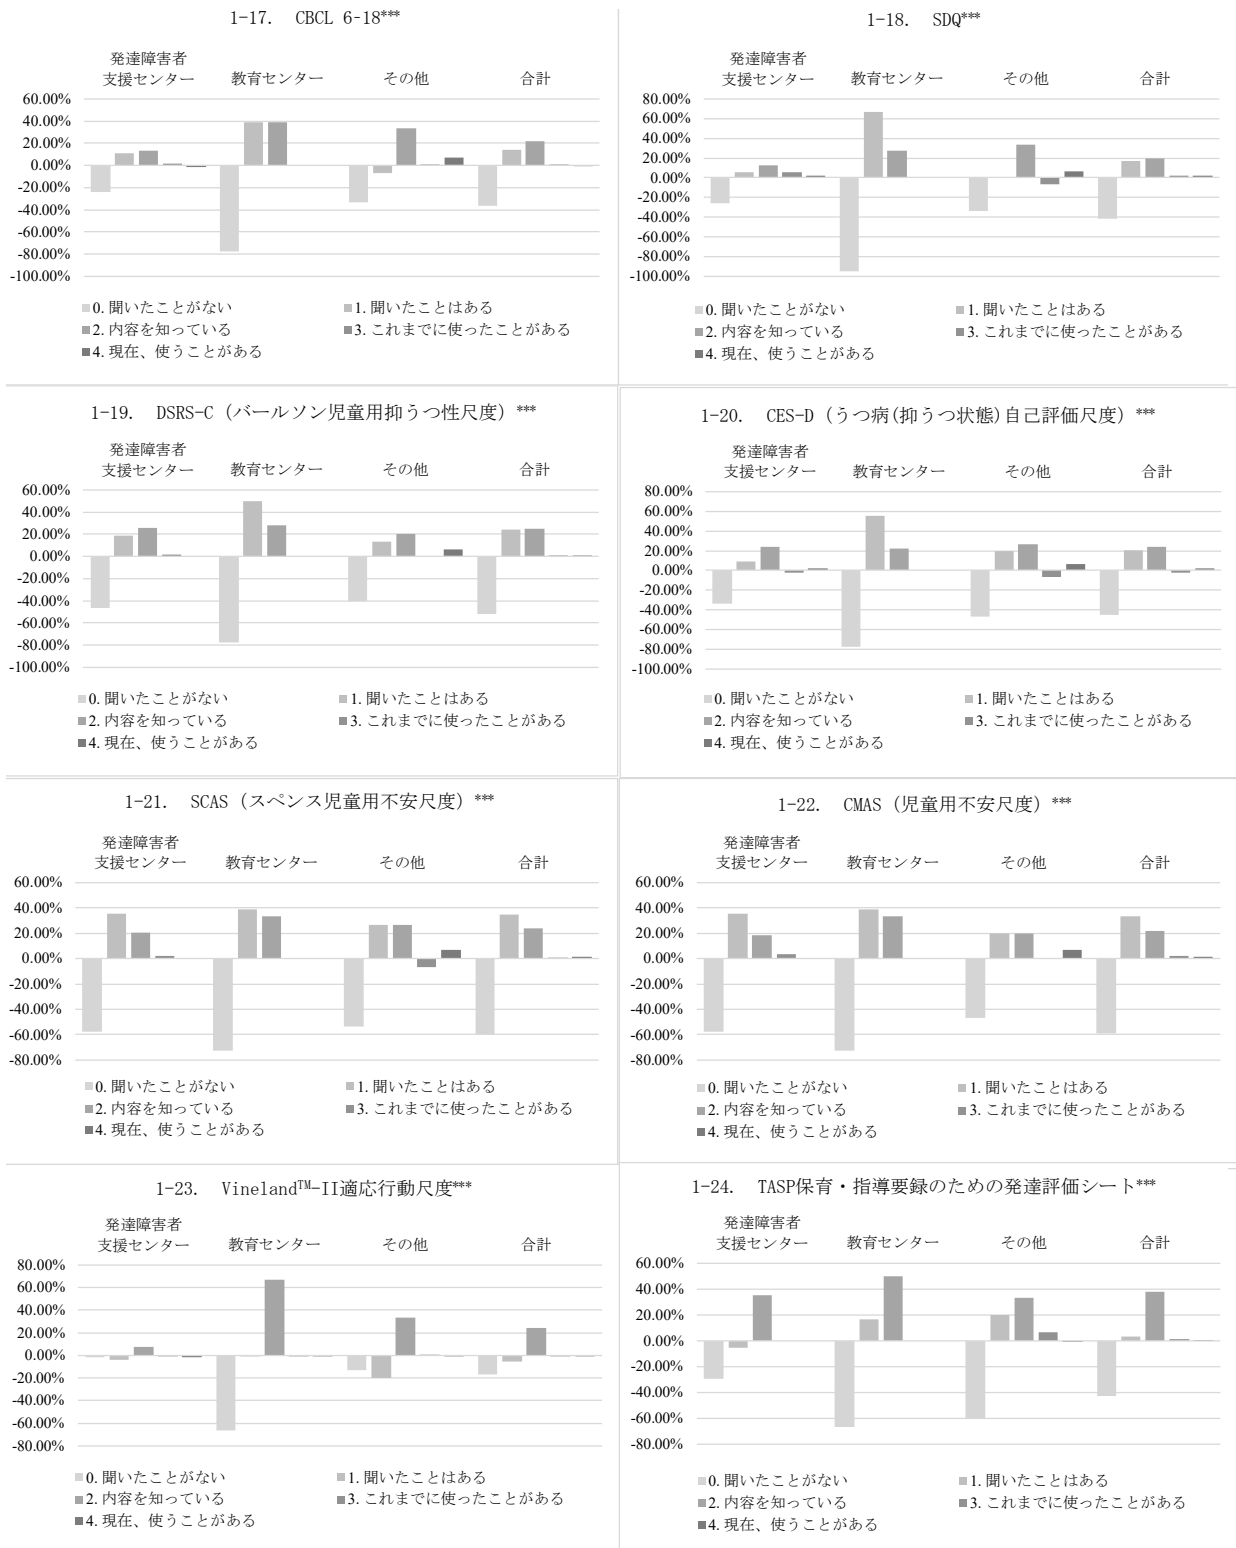 1-17. CBCL 6-18***
発達障害者
支援センター 教育センター その他 合計
60.00%
40.00%
20.00%
0.00%
-20.00%
-40.00%
-60.00%
-80.00%
-100.00%
0. 聞いたことがない 1. 聞いたことはある
2. 内容を知っている 3. これまでに使ったことがある
4. 現在、使うことがある
1-18. SDQ***
発達障害者
支援センター 教育センター その他 合計
80.00%
60.00%
40.00%
20.00%
0.00%
-20.00%
-40.00%
-60.00%
-80.00%
-100.00%
0. 聞いたことがない 1. 聞いたことはある
2. 内容を知っている 3. これまでに使ったことがある
4. 現在、使うことがある
1-19. DSRS-C（バールソン児童用抑うつ性尺度）***
発達障害者
支援センター 教育センター その他 合計
60.00%
40.00%
20.00%
0.00%
-20.00%
-40.00%
-60.00%
-80.00%
-100.00%
0. 聞いたことがない 1. 聞いたことはある
2. 内容を知っている 3. これまでに使ったことがある
4. 現在、使うことがある
1-20. CES-D（うつ病(抑うつ状態)自己評価尺度）***
発達障害者
支援センター 教育センター その他 合計
80.00%
60.00%
40.00%
20.00%
0.00%
-20.00%
-40.00%
-60.00%
-80.00%
-100.00%
0. 聞いたことがない 1. 聞いたことはある
2. 内容を知っている 3. これまでに使ったことがある
4. 現在、使うことがある
1-21. SCAS（スペンス児童用不安尺度）***
発達障害者
支援センター 教育センター その他 合計
60.00%
40.00%
20.00%
0.00%
-20.00%
-40.00%
-60.00%
-80.00%
0. 聞いたことがない 1. 聞いたことはある
2. 内容を知っている 3. これまでに使ったことがある
4. 現在、使うことがある
1-22. CMAS（児童用不安尺度）***
発達障害者
支援センター 教育センター その他 合計
60.00%
40.00%
20.00%
0.00%
-20.00%
-40.00%
-60.00%
-80.00%
0. 聞いたことがない 1. 聞いたことはある
2. 内容を知っている 3. これまでに使ったことがある
4. 現在、使うことがある
1-23. Vineland™-II適応行動尺度***
発達障害者
支援センター 教育センター その他 合計
80.00%
60.00%
40.00%
20.00%
0.00%
-20.00%
-40.00%
-60.00%
-80.00%
0. 聞いたことがない 1. 聞いたことはある
2. 内容を知っている 3. これまでに使ったことがある
4. 現在、使うことがある
1-24. TASP保育・指導要録のための発達評価シート***
発達障害者
支援センター 教育センター その他 合計
60.00%
40.00%
20.00%
0.00%
-20.00%
-40.00%
-60.00%
-80.00%
0. 聞いたことがない 1. 聞いたことはある
2. 内容を知っている 3. これまでに使ったことがある
4. 現在、使うことがある